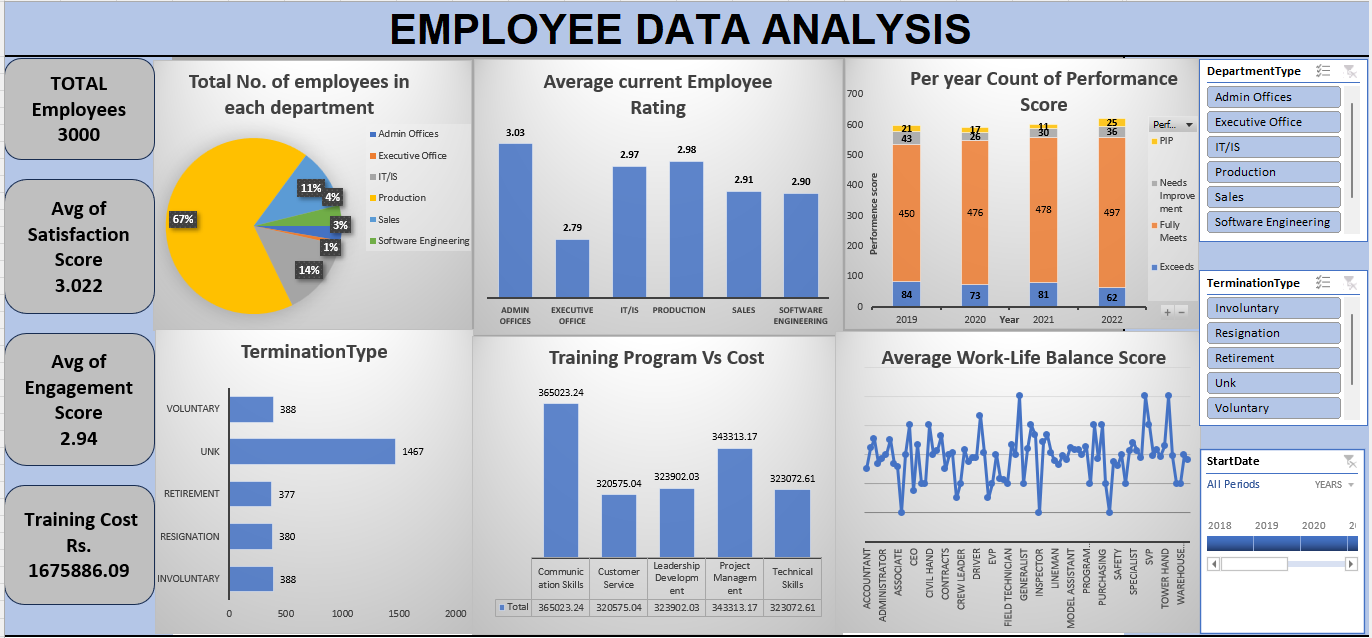 EMPLOYEE DATA ANALYSIS
TOTAL
Employees
3000
Avg of
Satisfaction
Score
3.022
Avg of
Engagement
Score
2.94
Training Cost
Rs.
1675886.09
Total No. of employees in
each department
Admin Offices
Executive Office
IT/IS
Production
Sales
Software Engineering
67%
11%
4%
3%
1%
14%
Average current Employee
Rating
3.03
2.79
2.97
2.98
2.91
2.90
ADMIN
OFFICES
EXECUTIVE
OFFICE
IT/IS
PRODUCTION
SALES
SOFTWARE
ENGINEERING
Per year Count of Performance
Score
Performence score
700
600
500
400
300
200
100
0
21
43
450
84
17
26
476
73
11
30
478
81
25
36
497
62
2019
2020
Year
2021
2022
Perf...
PIP
Needs
Improve
ment
Fully
Meets
Exceeds
TerminationType
VOLUNTARY
388
UNK
1467
RETIREMENT
377
RESIGNATION
380
INVOLUNTARY
388
0
500
1000
1500
2000
Training Program Vs Cost
365023.24
320575.04
323902.03
343313.17
323072.61
Communic
ation Skills
Customer
Service
Leadership
Developm
ent
Project
Managem
ent
Technical
Skills
Total
365023.24
320575.04
323902.03
343313.17
323072.61
Average Work-Life Balance Score
ACCOUNTANT
ADMINISTRATOR
ASSOCIATE
CEO
CIVIL HAND
CONTRACTS
CREW LEADER
DRIVER
EVP
FIELD TECHNICIAN
GENERALIST
INSPECTOR
LINEMAN
MODEL ASSISTANT
PROGRAM...
PURCHASING
SAFETY
SPECIALIST
SVP
TOWER HAND
WAREHOUSE...
DepartmentType
Admin Offices
Executive Office
IT/IS
Production
Sales
Software Engineering
TerminationType
Involuntary
Resignation
Retirement
Unk
Voluntary
StartDate
All Periods
YEARS
2018
2019
2020